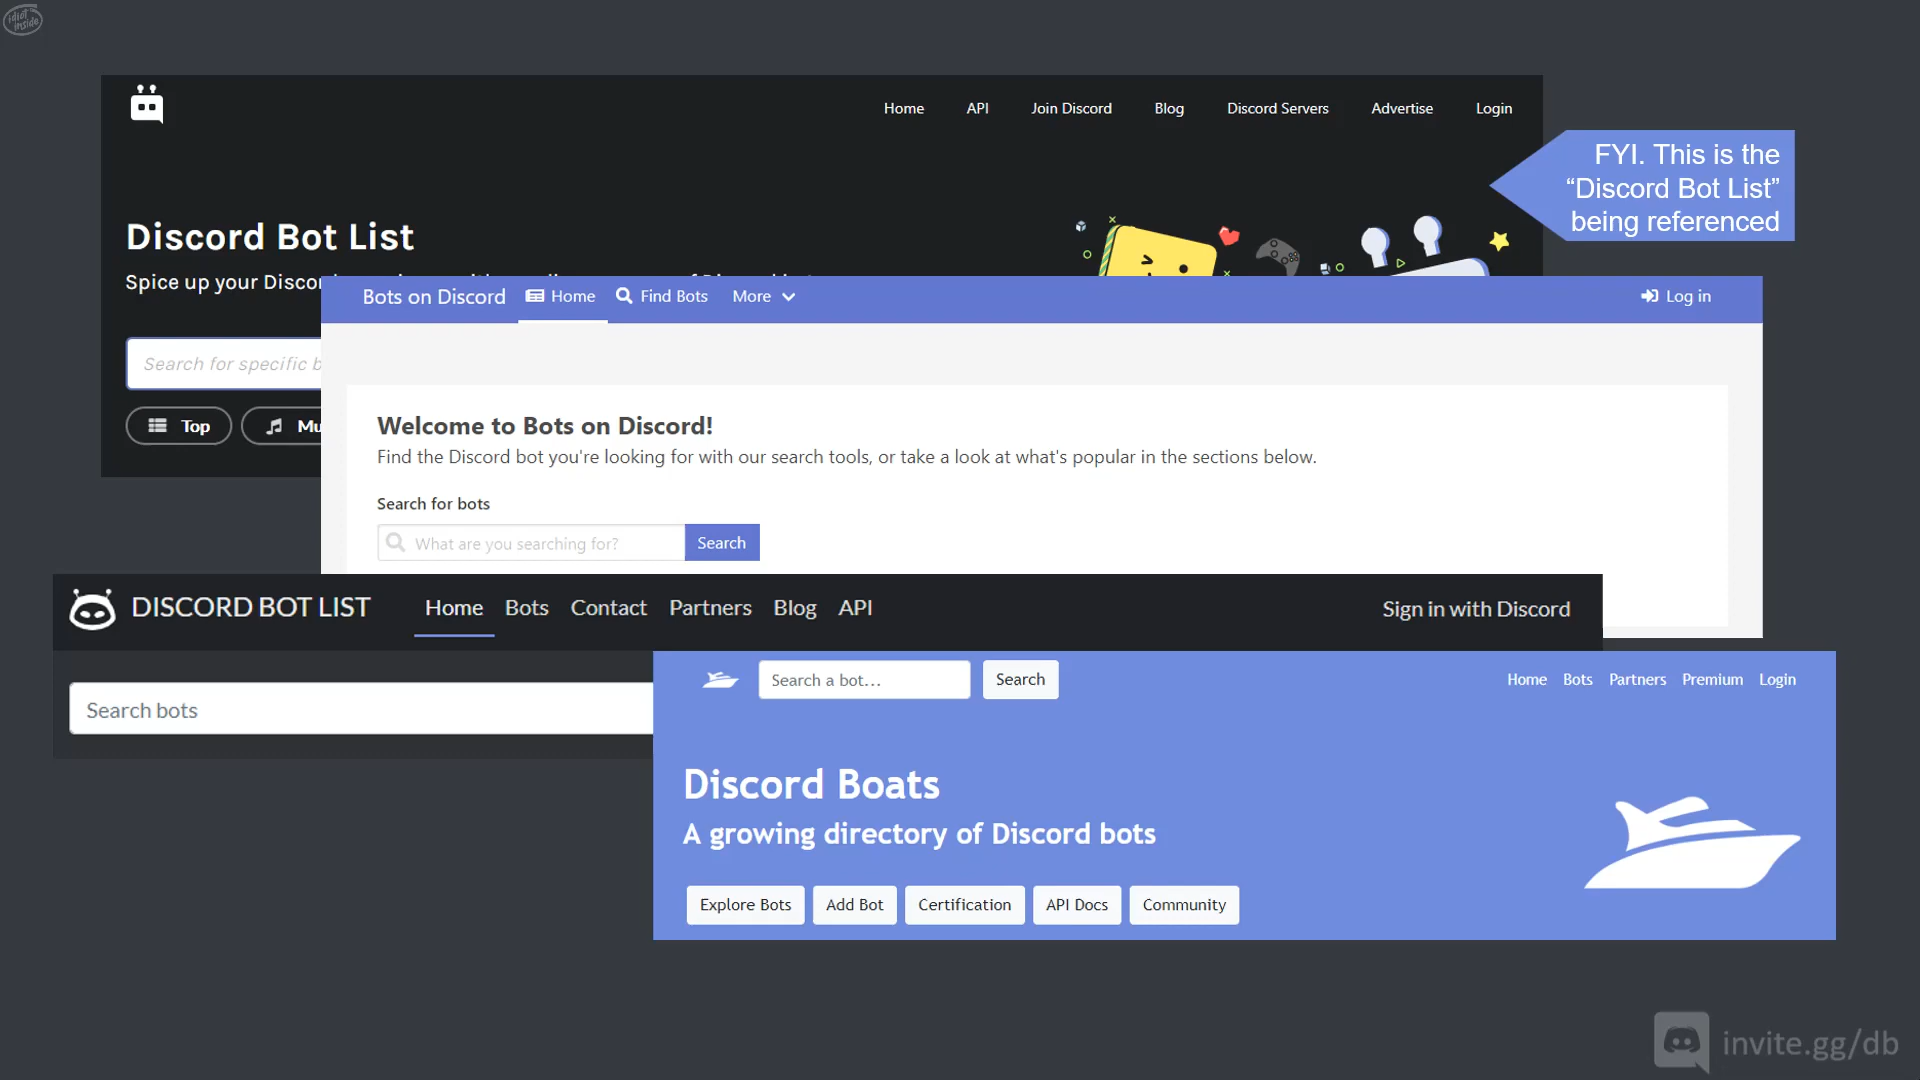 idiot inside
Home API Join Discord Blog Discord Servers Advertise Login
FYI. This is the
“Discord Bot List”
being referenced
Discord Bot List
Spice up your
Search for specific
Top
Bots on Discord Home Find Bots More Log in
Welcome to Bots on Discord!
Find the Discord bot you're looking for with our search tools, or take a look at what's popular in the sections below.
Search for bots
What are you searching for? Search
DISCORD BOT LIST Home Bots Contact Partners Blog API Sign in with Discord
Search bots
Search a bot... Search Home Bots Partners Premium Login
Discord Boats
A growing directory of Discord bots
Explore Bots Add Bot Certification API Docs Community
invite.gg/db